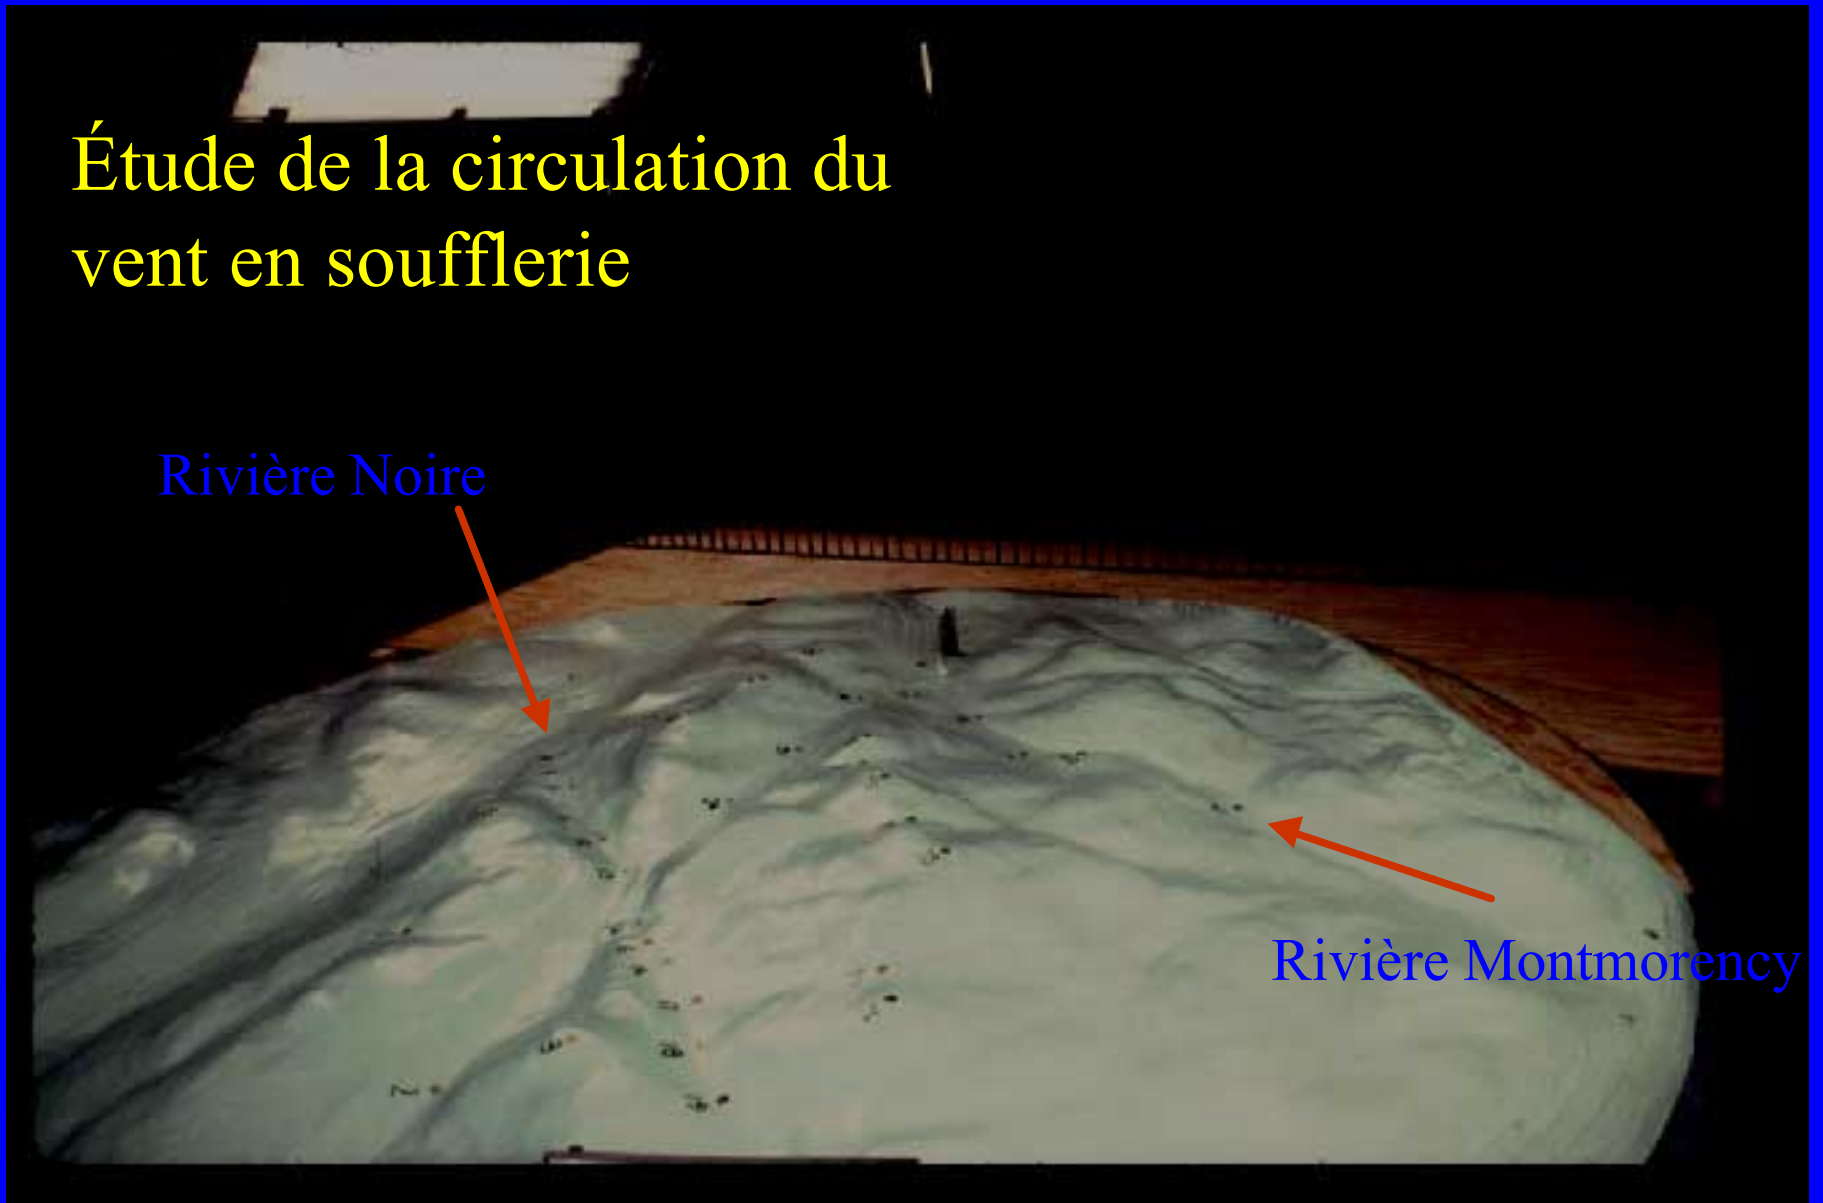 Étude de la circulation du
vent en soufflerie
Rivière Noire
Rivière Montmorency